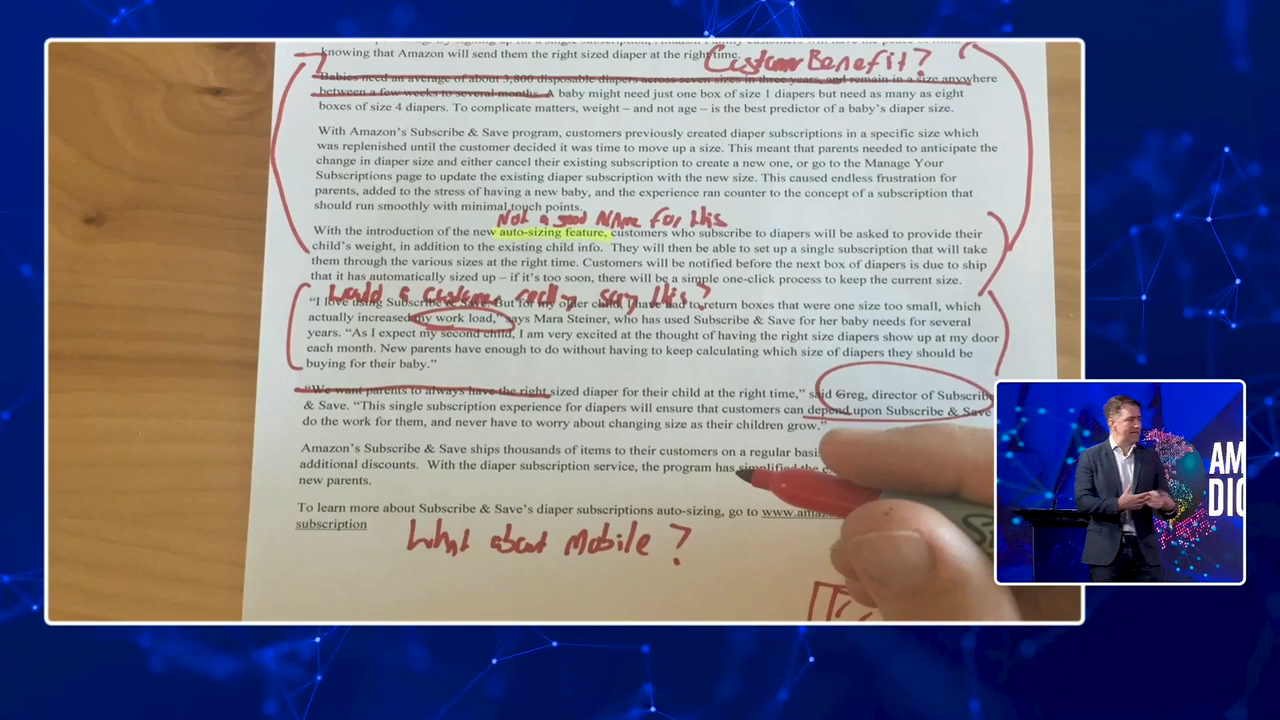 knowing that Amazon will send them the right sized diaper at the right time.
Customer Benefit?
Babies need an average of about 3,800 disposable diapers across seven sizes in three years, and remain in a size anywhere
between a few weeks to several months. A baby might need just one box of size 1 diapers but need as many as eight
boxes of size 4 diapers. To complicate matters, weight – and not age – is the best predictor of a baby's diaper size.
With Amazon's Subscribe & Save program, customers previously created diaper subscriptions in a specific size which
was replenished until the customer decided it was time to move up a size. This meant that parents needed to anticipate the
change in diaper size and either cancel their existing subscription to create a new one, or go to the Manage Your
Subscriptions page to update the existing diaper subscription with the new size. This caused endless frustration for
parents, added to the stress of having a new baby, and the experience ran counter to the concept of a subscription that
should run smoothly with minimal touch points.
Not a good Name for this
With the introduction of the new auto-sizing feature, customers who subscribe to diapers will be asked to provide their
child's weight, in addition to the existing child info. They will then be able to set up a single subscription that will take
them through the various sizes at the right time. Customers will be notified before the next box of diapers is due to ship
that it has automatically sized up – if it's too soon, there will be a simple one-click process to keep the current size.
Would a customer really say this?
"I love using Subscribe & Save. But for my older child, I have had to return boxes that were one size too small, which
actually increased my work load," says Mara Steiner, who has used Subscribe & Save for her baby needs for several
years. "As I expect my second child, I am very excited at the thought of having the right size diapers show up at my door
each month. New parents have enough to do without having to keep calculating which size of diapers they should be
buying for their baby."
"We want parents to always have the right sized diaper for their child at the right time," said Greg, director of Subscribe
& Save. "This single subscription experience for diapers will ensure that customers can depend upon Subscribe & Save
do the work for them, and never have to worry about changing size as their children grow."
Amazon's Subscribe & Save ships thousands of items to their customers on a regular basi
additional discounts. With the diaper subscription service, the program has simplified the
new parents.
To learn more about Subscribe & Save's diaper subscriptions auto-sizing, go to www.ama
subscription
What about Mobile?
AM
DIG